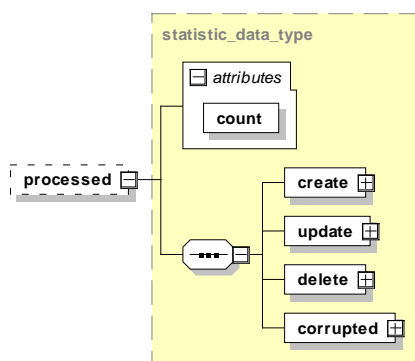 statistic_data_type
attributes
count
processed
create
update
delete
corrupted